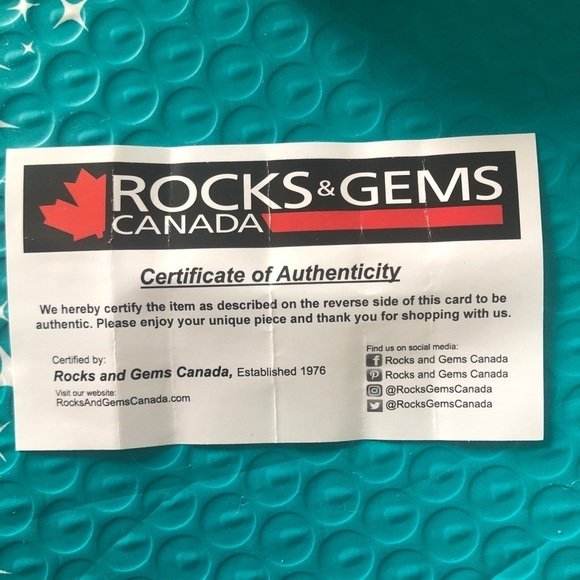 ROCKS & GEMS
CANADA
Certificate of Authenticity
We hereby certify the item as described on the reverse side of this card to be
authentic. Please enjoy your unique piece and thank you for shopping with us.
Certified by:
Rocks and Gems Canada, Established 1976
Visit our website:
RocksAndGemsCanada.com
Find us on social media:
Rocks and Gems Canada
Rocks and Gems Canada
@RocksGemsCanada
@RocksGemsCanada